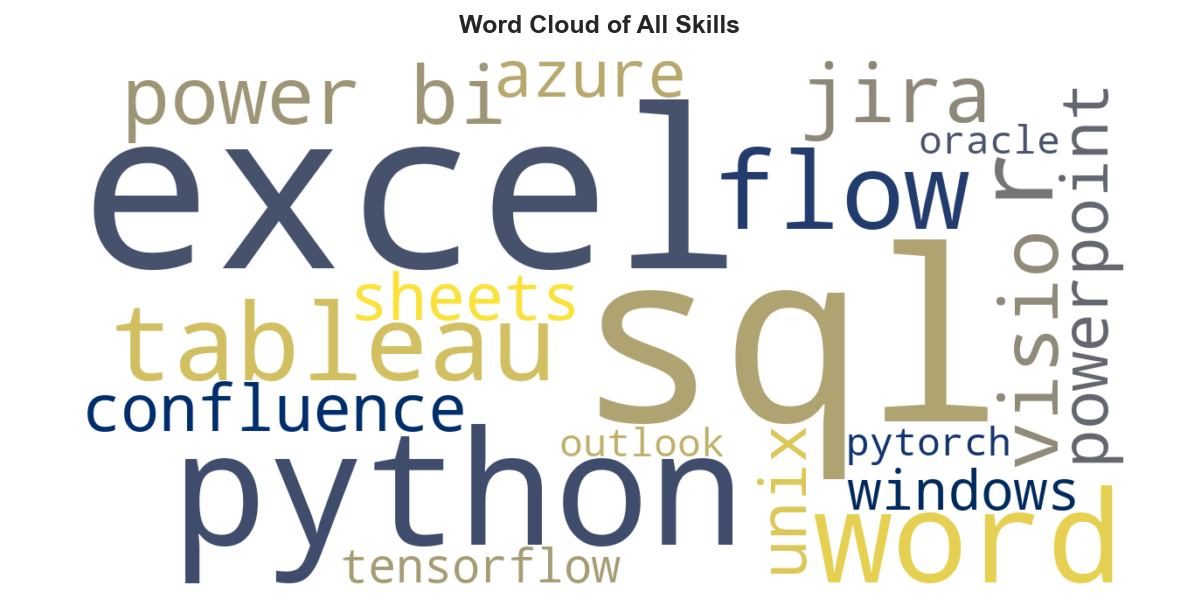 Word Cloud of All Skills
power bi
azure
jira
oracle
excel
flow
r
powerpoint
visio
sheets
tableau
sql
confluence
python
outlook
unix
pytorch
windows
word
tensorflow